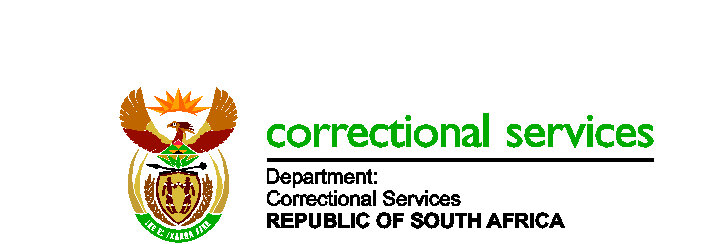 correctional services
Department:
Correctional Services
REPUBLIC OF SOUTH AFRICA